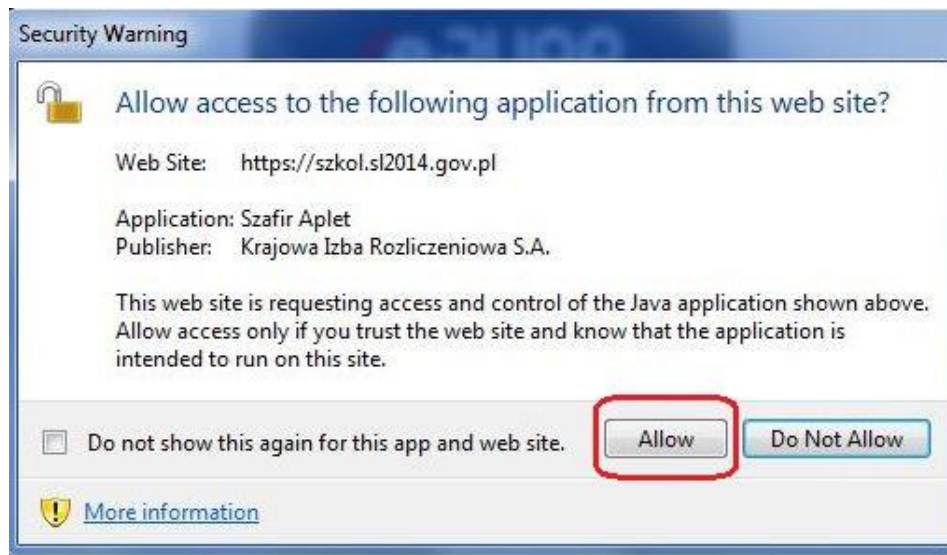 Security Warning
Allow access to the following application from this web site?
Web Site: https://szkol.sl2014.gov.pl
Application: Szafir Aplet
Publisher: Krajowa Izba Rozliczeniowa S.A.
This web site is requesting access and control of the Java application shown above.
Allow access only if you trust the web site and know that the application is
intended to run on this site.
Do not show this again for this app and web site.
Allow
Do Not Allow
More information